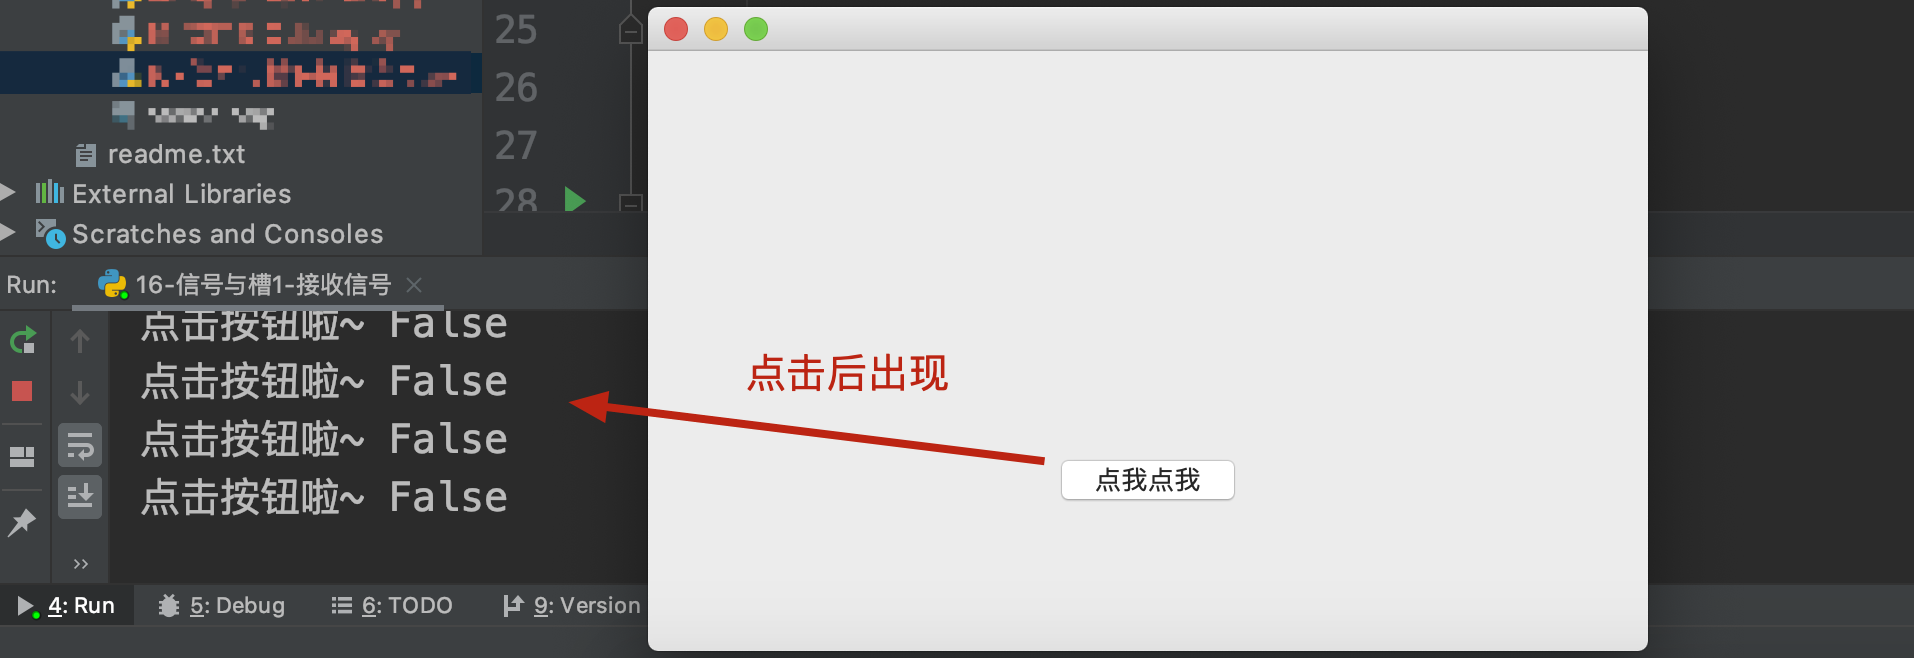 25
26
27
28
readme.txt
External Libraries
Scratches and Consoles
Run:
16-信号与槽1-接收信号
点击按钮啦~ False
点击按钮啦~ False
点击按钮啦~ False
点击按钮啦~ False
点击后出现
点我点我
4: Run
5: Debug
6: TODO
9: Version